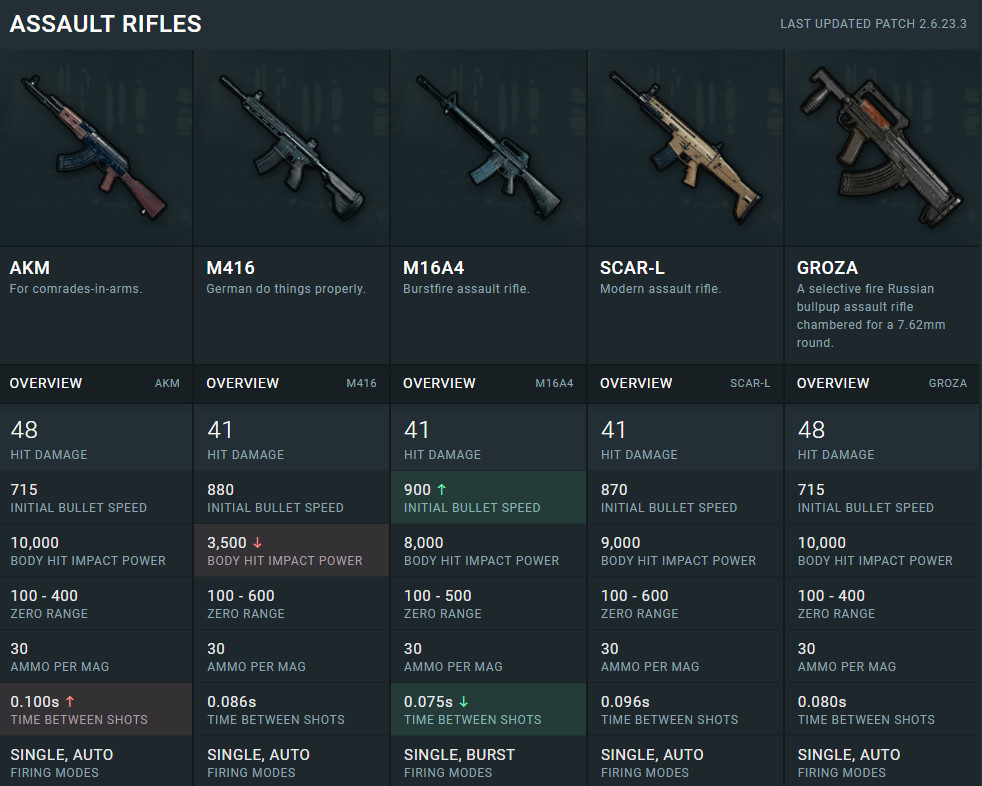 ASSAULT RIFLES
LAST UPDATED PATCH 2.6.23.3
AKM
For comrades-in-arms.
M416
German do things properly.
M16A4
Burstfire assault rifle.
SCAR-L
Modern assault rifle.
GROZA
A selective fire Russian
bullpup assault rifle
chambered for a 7.62mm
round.
OVERVIEW AKM
OVERVIEW M416
OVERVIEW M16A4
OVERVIEW SCAR-L
OVERVIEW GROZA
48 41 41 41 48
HIT DAMAGE HIT DAMAGE HIT DAMAGE HIT DAMAGE HIT DAMAGE
715 880 900 ↑ 870 715
INITIAL BULLET SPEED INITIAL BULLET SPEED INITIAL BULLET SPEED INITIAL BULLET SPEED INITIAL BULLET SPEED
10,000 3,500 ↓ 8,000 9,000 10,000
BODY HIT IMPACT POWER BODY HIT IMPACT POWER BODY HIT IMPACT POWER BODY HIT IMPACT POWER BODY HIT IMPACT POWER
100 - 400 100 - 600 100 - 500 100 - 600 100 - 400
ZERO RANGE ZERO RANGE ZERO RANGE ZERO RANGE ZERO RANGE
30 30 30 30 30
AMMO PER MAG AMMO PER MAG AMMO PER MAG AMMO PER MAG AMMO PER MAG
0.100s ↑ 0.086s 0.075s ↓ 0.096s 0.080s
TIME BETWEEN SHOTS TIME BETWEEN SHOTS TIME BETWEEN SHOTS TIME BETWEEN SHOTS TIME BETWEEN SHOTS
SINGLE, AUTO SINGLE, AUTO SINGLE, BURST SINGLE, AUTO SINGLE, AUTO
FIRING MODES FIRING MODES FIRING MODES FIRING MODES FIRING MODES